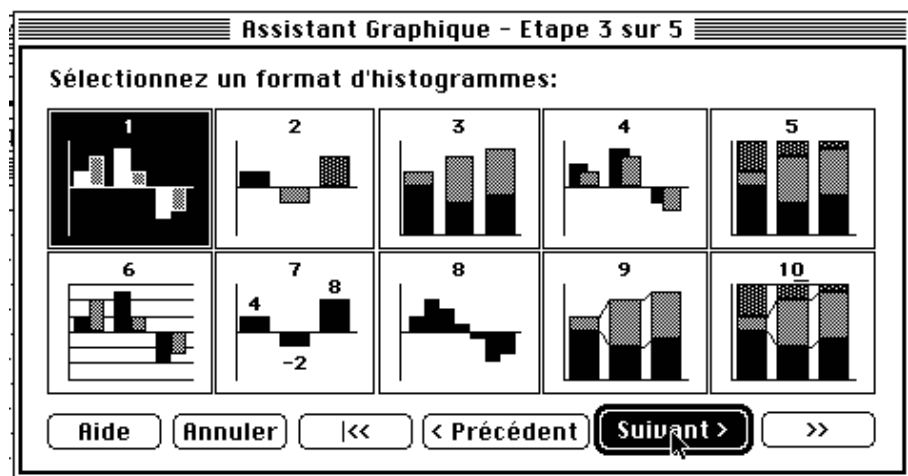 Assistant Graphique - Etape 3 sur 5
Sélectionnez un format d'histogrammes:
1 2 3 4 5
6 7 8 9 10
4 8
-2
Aide Annuler |<< < Précédent Suivant > >>